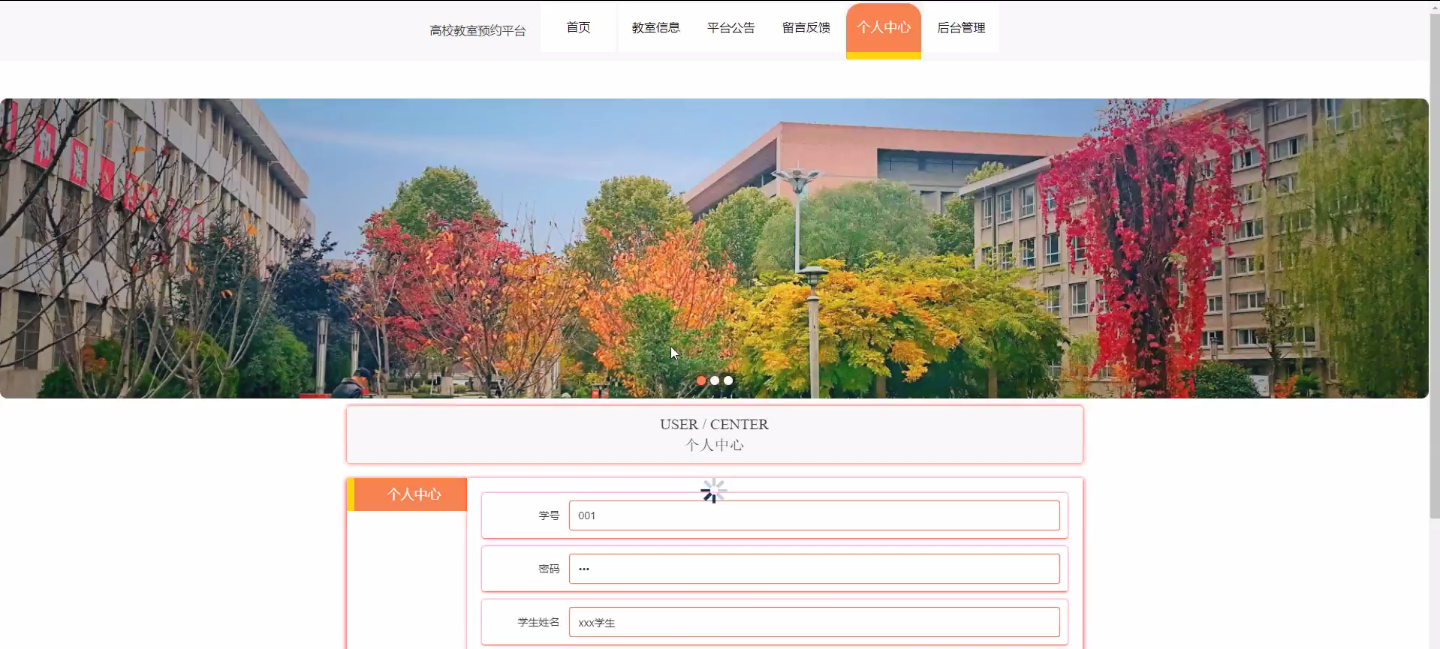 高校教室预约平台
首页
教室信息
平台公告
留言反馈
个人中心
后台管理
USER / CENTER
个人中心
个人中心
学号
001
密码
•••
学生姓名
xxx学生